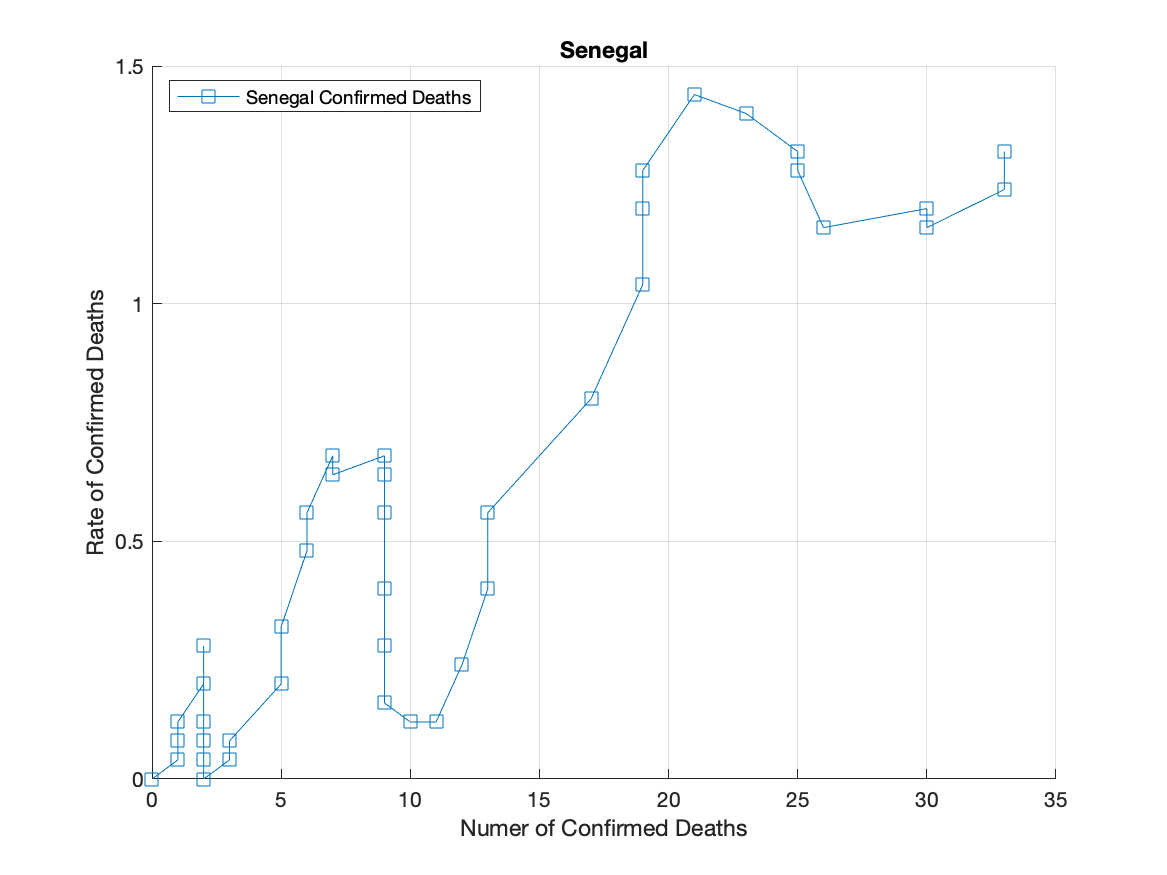 Senegal
Senegal Confirmed Deaths
1.5
1
0.5
0
Rate of Confirmed Deaths
0 5 10 15 20 25 30 35
Numer of Confirmed Deaths